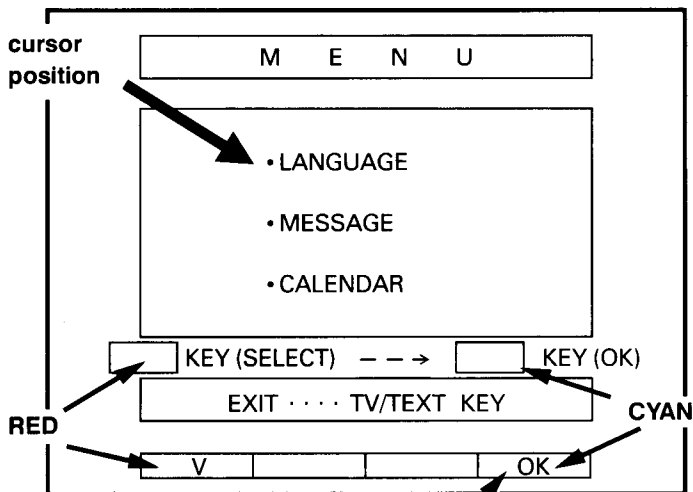 cursor
position
M E N U
• LANGUAGE
• MESSAGE
• CALENDAR
KEY (SELECT) - - -> KEY (OK)
EXIT · · · · TV/TEXT KEY
RED
CYAN
V OK